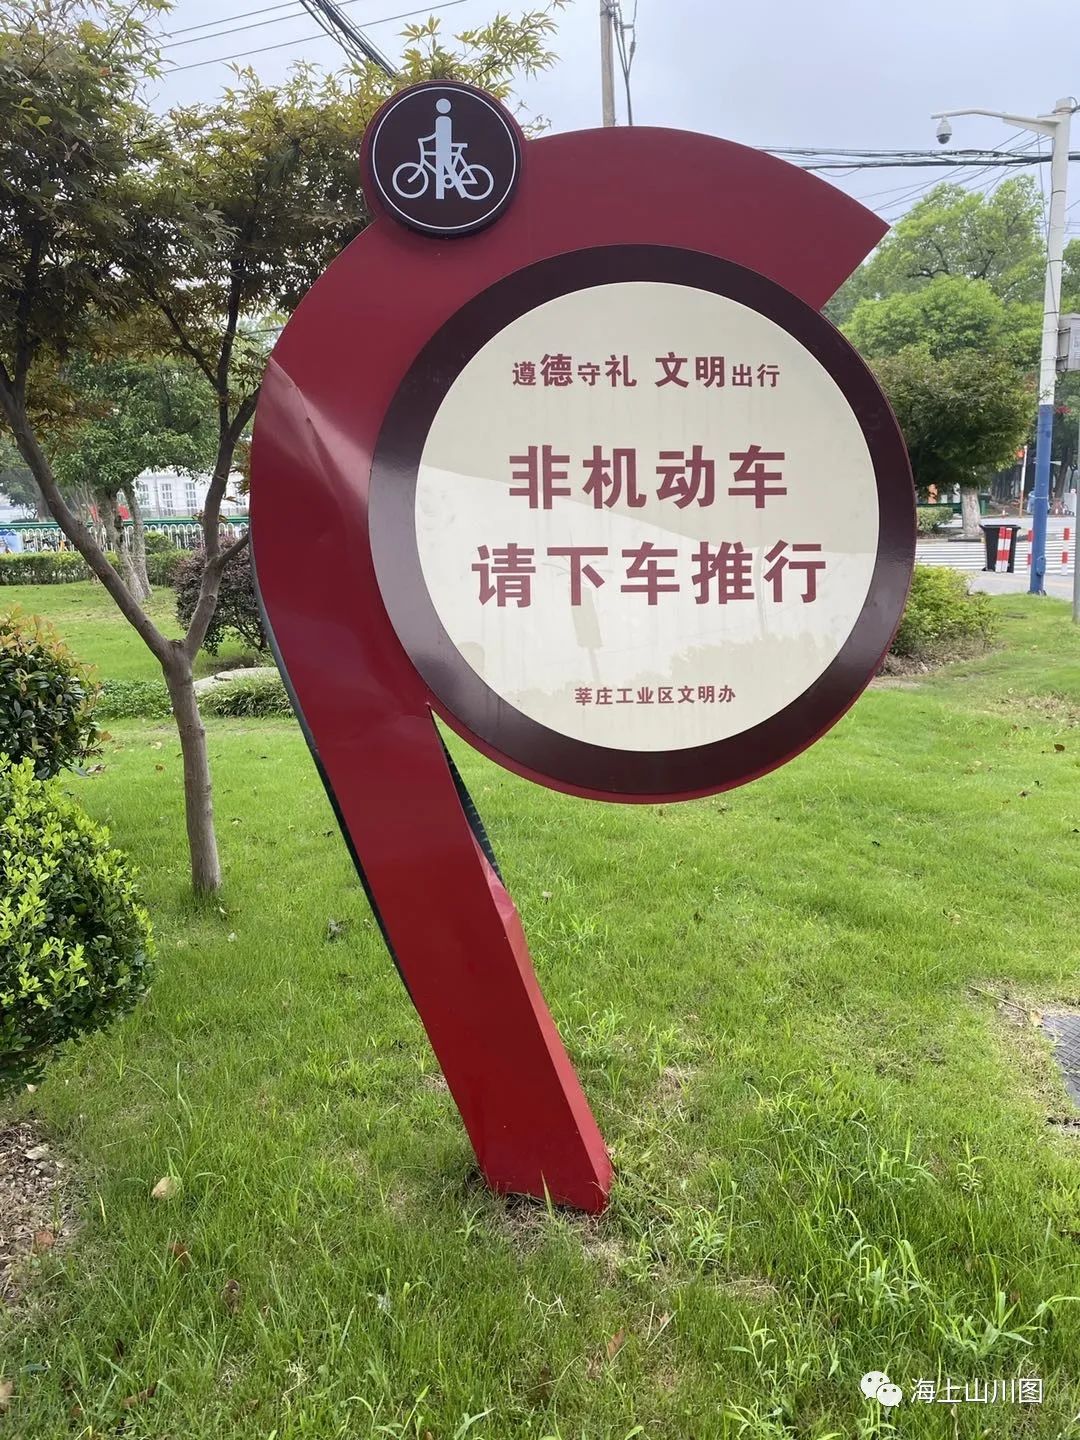 遵德守礼 文明出行
非机动车
请下车推行
莘庄工业区文明办
海上山川图